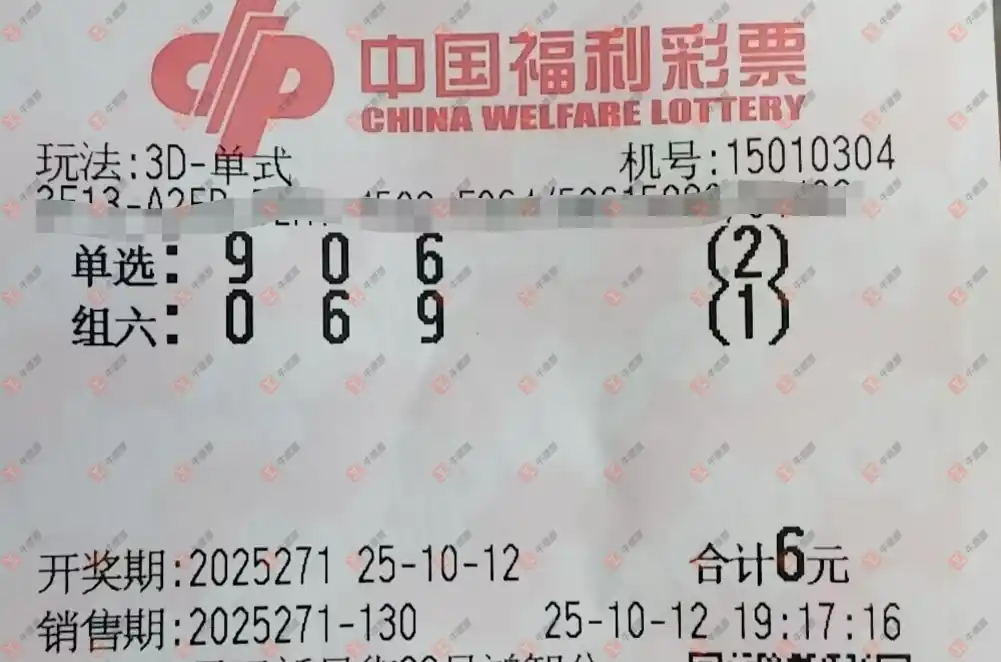 中国福利彩票
CHINA WELFARE LOTTERY
玩法:3D-单式 机号:15010304
单选: 9 0 6 (2)
组六: 0 6 9 (1)
开奖期:2025271 25-10-12 合计6元
销售期:2025271-130 25-10-12 19:17:16